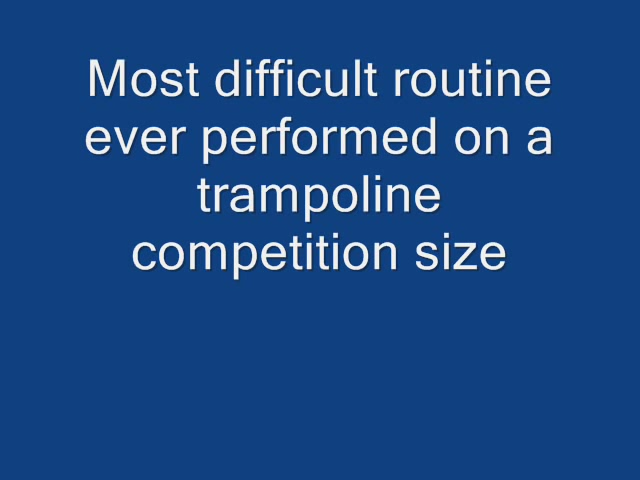 Most difficult routine
ever performed on a
trampoline
competition size